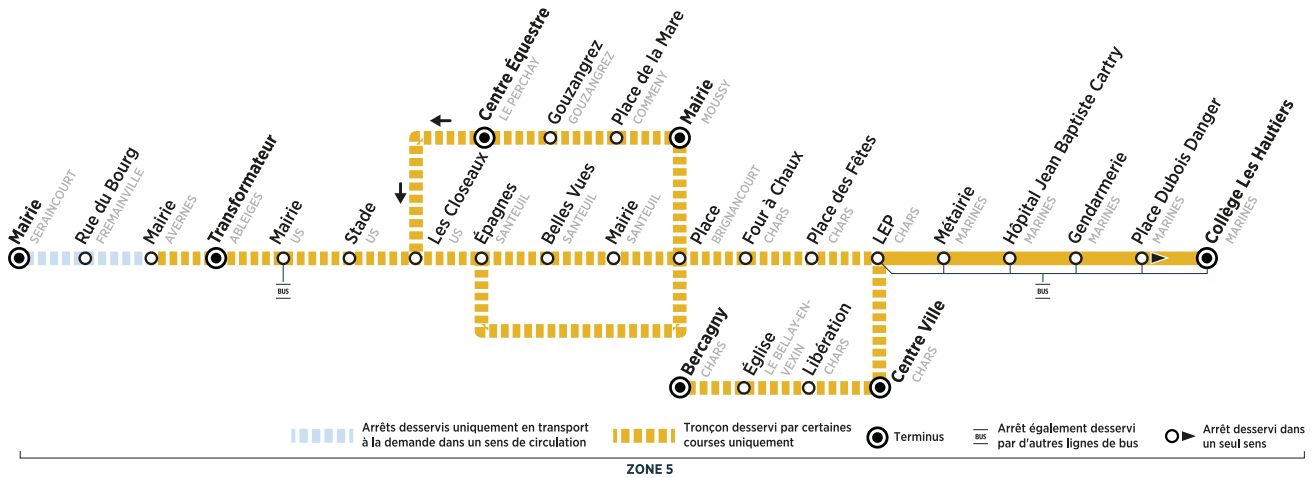 Centre Équestre
LE PERCHAY
Gouzangrez
GOUZANGREZ
Place de la Mare
COMMENY
Mairie
MOUSSY
Mairie
SERAINCOURT
Rue du Bourg
FREMAINVILLE
Mairie
AVERNES
Transformateur
ABLEIGES
Mairie
US
Stade
US
Les Closeaux
US
Épagnes
SANTEUIL
Belles Vues
SANTEUIL
Mairie
SANTEUIL
Place
BRIGNANCOURT
Four à Chaux
CHARS
Place des Fêtes
CHARS
LEP
CHARS
Métairie
MARINES
Hôpital Jean Baptiste Cartry
MARINES
Gendarmerie
MARINES
Place Dubois Danger
MARINES
Collège Les Hautiers
MARINES
BUS
BUS
Bercagny
CHARS
Église
LE BELLAY-EN-
VEXIN
Libération
CHARS
Centre Ville
CHARS
Arrêts desservis uniquement en transport
à la demande dans un sens de circulation
Tronçon desservi par certaines
courses uniquement
Terminus
BUS
Arrêt également desservi
par d'autres lignes de bus
Arrêt desservi dans
un seul sens
ZONE 5